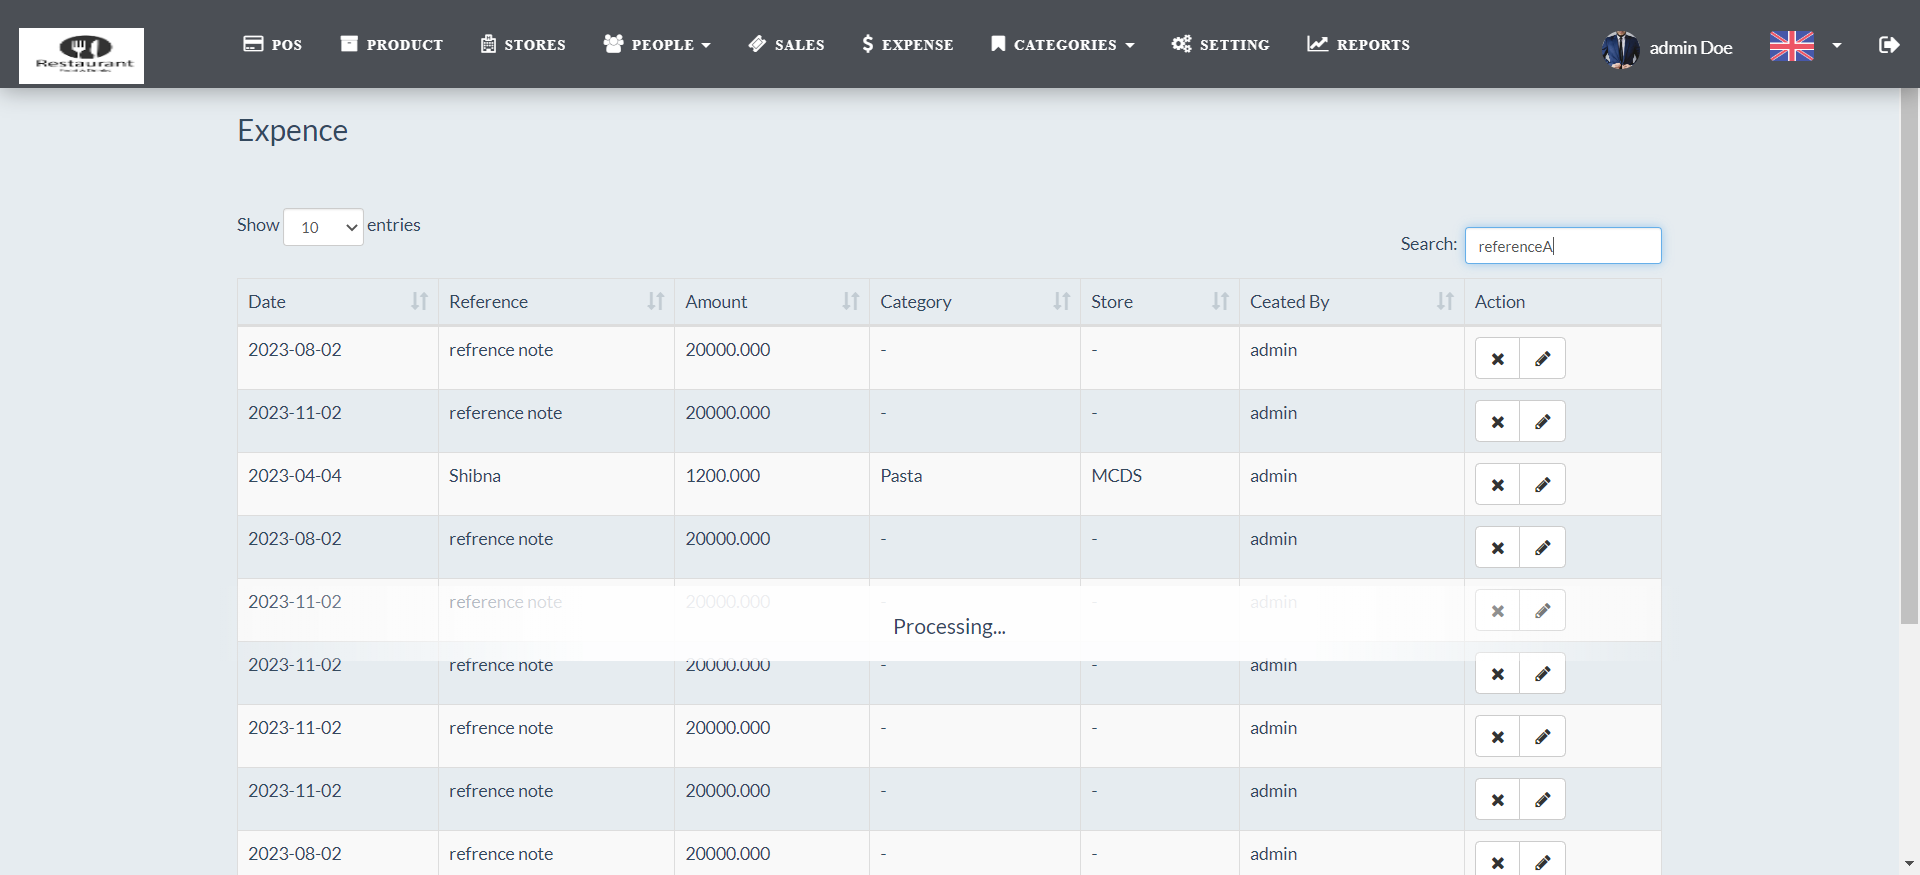 Restaurant
POS PRODUCT STORES PEOPLE SALES EXPENSE CATEGORIES SETTING REPORTS admin Doe
Expence
Show 10 entries
Search: referenceA
Date Reference Amount Category Store Ceated By Action
2023-08-02 refrence note 20000.000 - - admin
2023-11-02 reference note 20000.000 - - admin
2023-04-04 Shibna 1200.000 Pasta MCDS admin
2023-08-02 refrence note 20000.000 - - admin
2023-11-02 reference note 20000.000 - - admin
Processing...
2023-11-02 refrence note 20000.000 - - admin
2023-11-02 refrence note 20000.000 - - admin
2023-11-02 refrence note 20000.000 - - admin
2023-08-02 refrence note 20000.000 - - admin